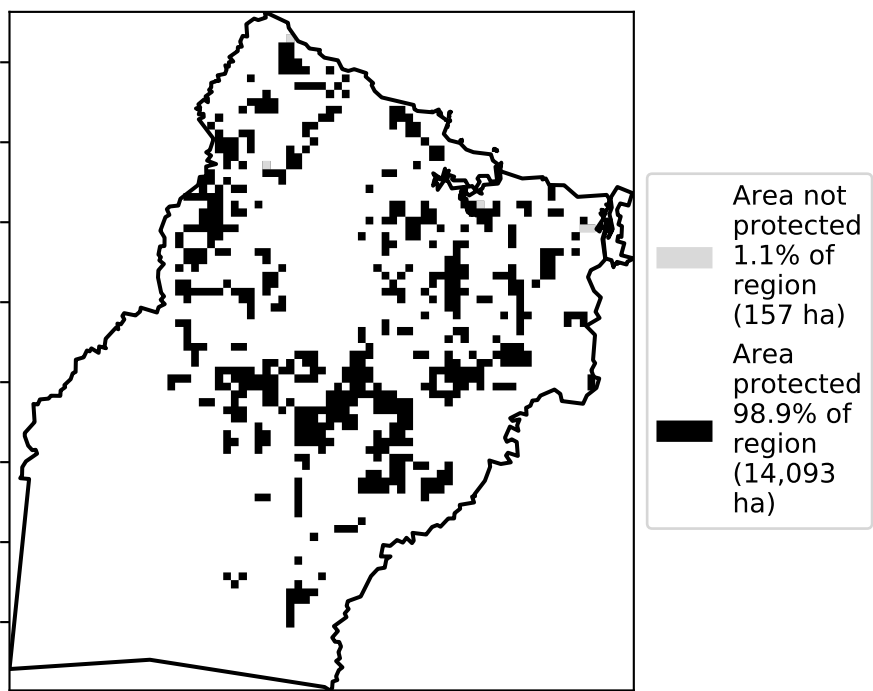 Area not
protected
1.1% of
region
(157 ha)
Area
protected
98.9% of
region
(14,093
ha)